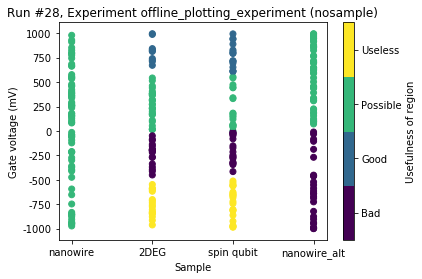 Run #28, Experiment offline_plotting_experiment (nosample)
1000
750
500
250
0
-250
-500
-750
-1000
Gate voltage (mV)
nanowire 2DEG spin qubit nanowire_alt
Sample
Useless
Possible
Good
Bad
Usefulness of region